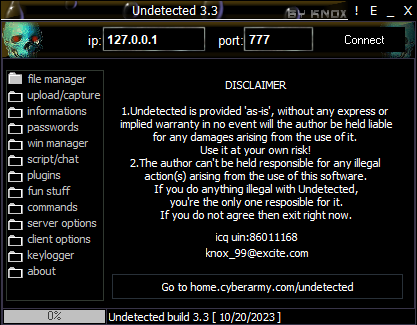 Undetected 3.3
By Knox ! E _ X
ip: 127.0.0.1 port: 777 Connect
file manager
upload/capture
informations
passwords
win manager
script/chat
plugins
fun stuff
commands
server options
client options
keylogger
about
DISCLAIMER
1.Undetected is provided 'as-is', without any express or
implied warranty in no event will the author be held liable
for any damages arising from the use of it.
Use it at your own risk!
2.The author can't be held resporsible for any illegal
action(s) arising from the use of this software.
If you do anything illegal with Undetected,
you're the only one resposible for it.
If you do not agree then exit right now.
icq uin:86011168
knox_99@excite.com
Go to home.cyberarmy.com/undetected
0%
Undetected build 3.3 [ 10/20/2023 ]